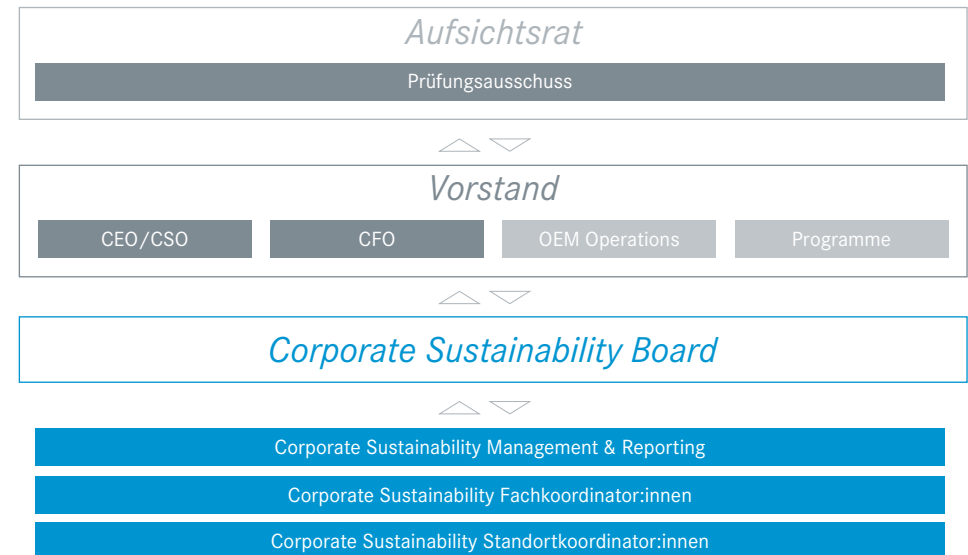 Aufsichtsrat
Prüfungsausschuss
Vorstand
CEO/CSO
CFO
OEM Operations
Programme
Corporate Sustainability Board
Corporate Sustainability Management & Reporting
Corporate Sustainability Fachkoordinator:innen
Corporate Sustainability Standortkoordinator:innen